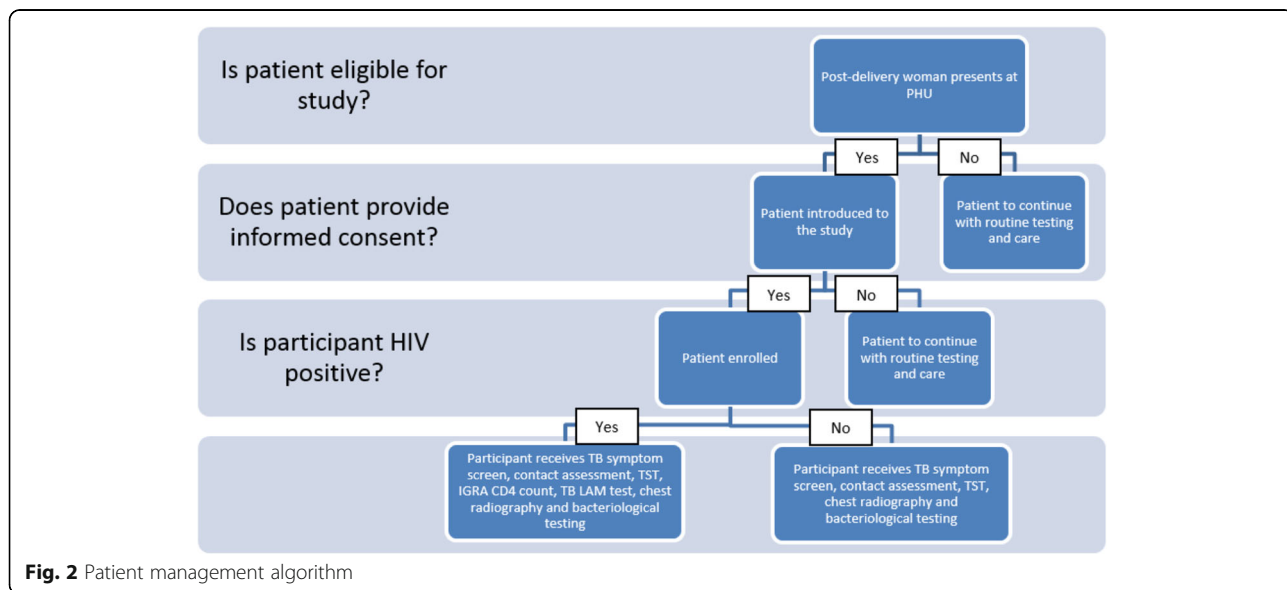 Is patient eligible for
study?
Post-delivery woman presents at
PHU
Yes
No
Does patient provide
informed consent?
Patient introduced to
the study
Patient to continue
with routine testing
and care
Yes
No
Is participant HIV
positive?
Patient enrolled
Patient to continue
with routine testing
and care
Yes
No
Participant receives TB symptom
screen, contact assessment, TST,
IGRA CD4 count, TB LAM test, chest
radiography and bacteriological
testing
Participant receives TB symptom
screen, contact assessment, TST,
chest radiography and
bacteriological testing
Fig. 2 Patient management algorithm